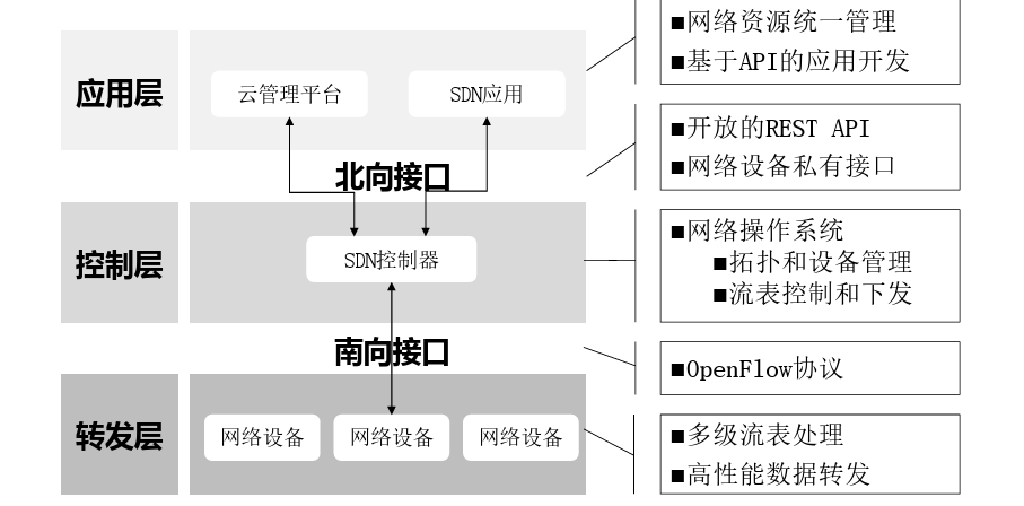 ■网络资源统一管理
■基于API的应用开发
应用层
云管理平台
SDN应用
■开放的REST API
■网络设备私有接口
北向接口
■网络操作系统
■拓扑和设备管理
■流表控制和下发
控制层
SDN控制器
南向接口
■OpenFlow协议
转发层
网络设备
网络设备
网络设备
■多级流表处理
■高性能数据转发